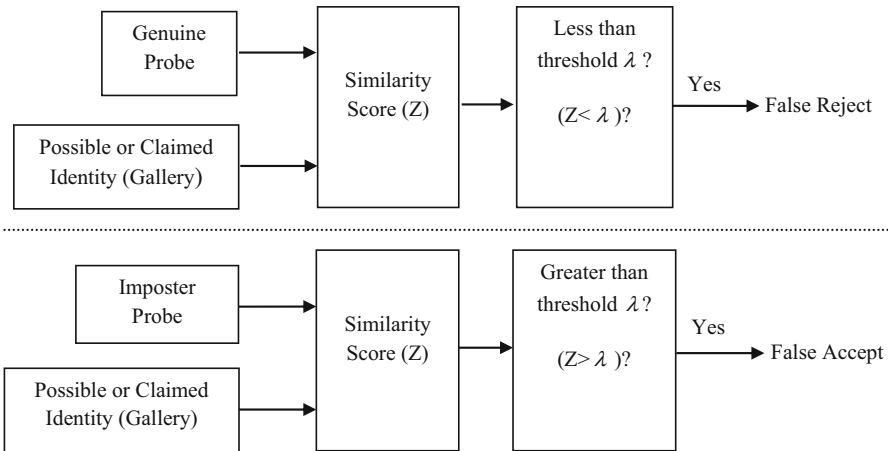 Genuine
Probe
Possible or Claimed
Identity (Gallery)
Similarity
Score (Z)
Less than
threshold λ ?
(Z< λ )?
Yes
False Reject
Imposter
Probe
Possible or Claimed
Identity (Gallery)
Similarity
Score (Z)
Greater than
threshold λ?
(Z> λ )?
Yes
False Accept